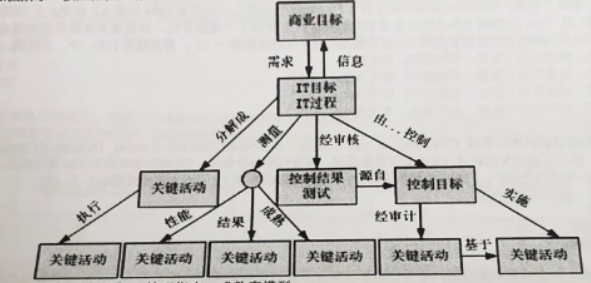 商业目标
需求
信息
IT目标
IT过程
分解成
测量
经审核
由...控制
关键活动
控制结果
测试
源自
控制目标
执行
性能
结果
成熟
经审计
实施
关键活动
关键活动
关键活动
关键活动
关键活动
基于
关键活动